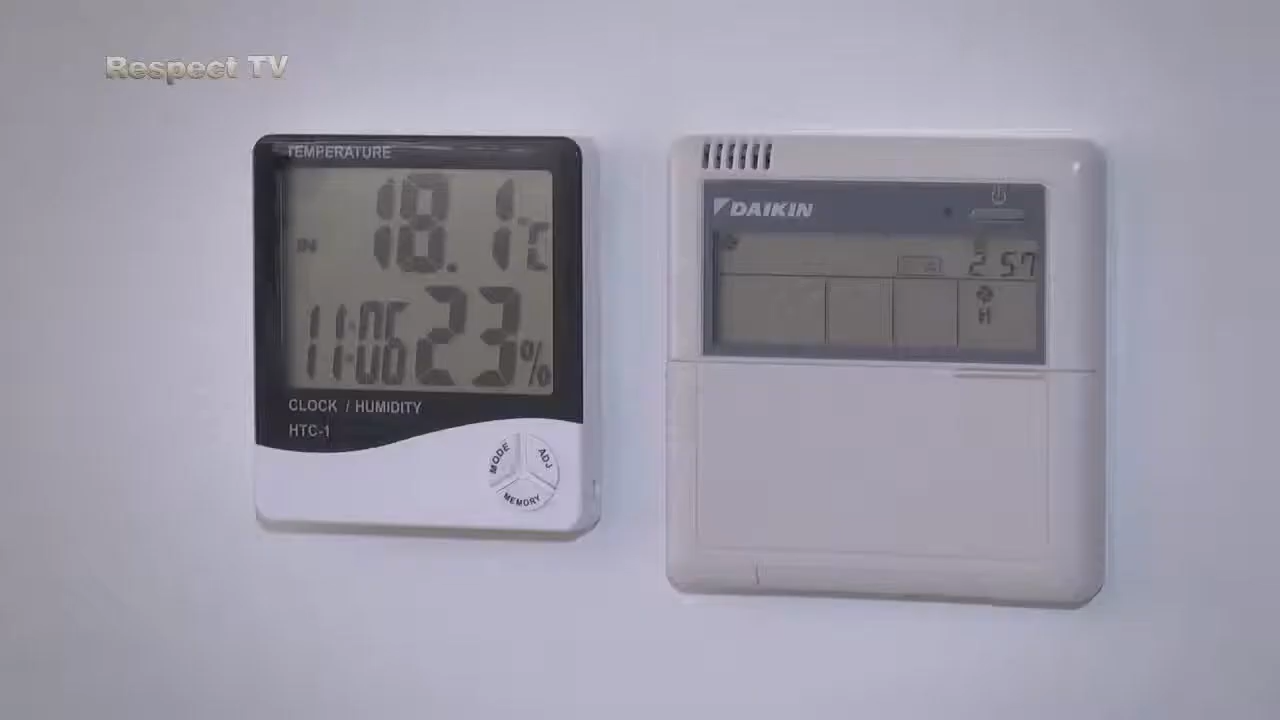 Respect TV
TEMPERATURE
IN 18.1°C
11:06 23%
CLOCK / HUMIDITY
HTC-1
MODE ADJ
MEMORY
DAIKIN
2 57
H